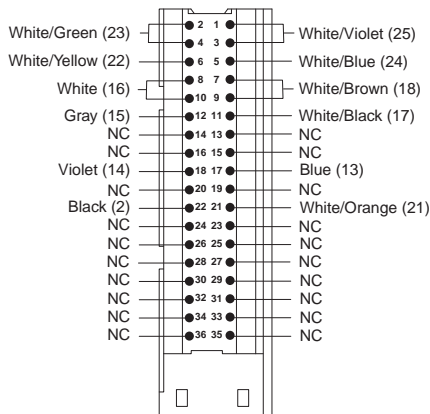 2 1
White/Green (23) White/Violet (25)
4 3
White/Yellow (22) 6 5 White/Blue (24)
8 7
White (16) White/Brown (18)
10 9
Gray (15) 12 11 White/Black (17)
NC 14 13 NC
NC 16 15 NC
Violet (14) 18 17 Blue (13)
NC 20 19 NC
Black (2) 22 21 White/Orange (21)
NC 24 23 NC
NC 26 25 NC
NC 28 27 NC
NC 30 29 NC
NC 32 31 NC
NC 34 33 NC
NC 36 35 NC